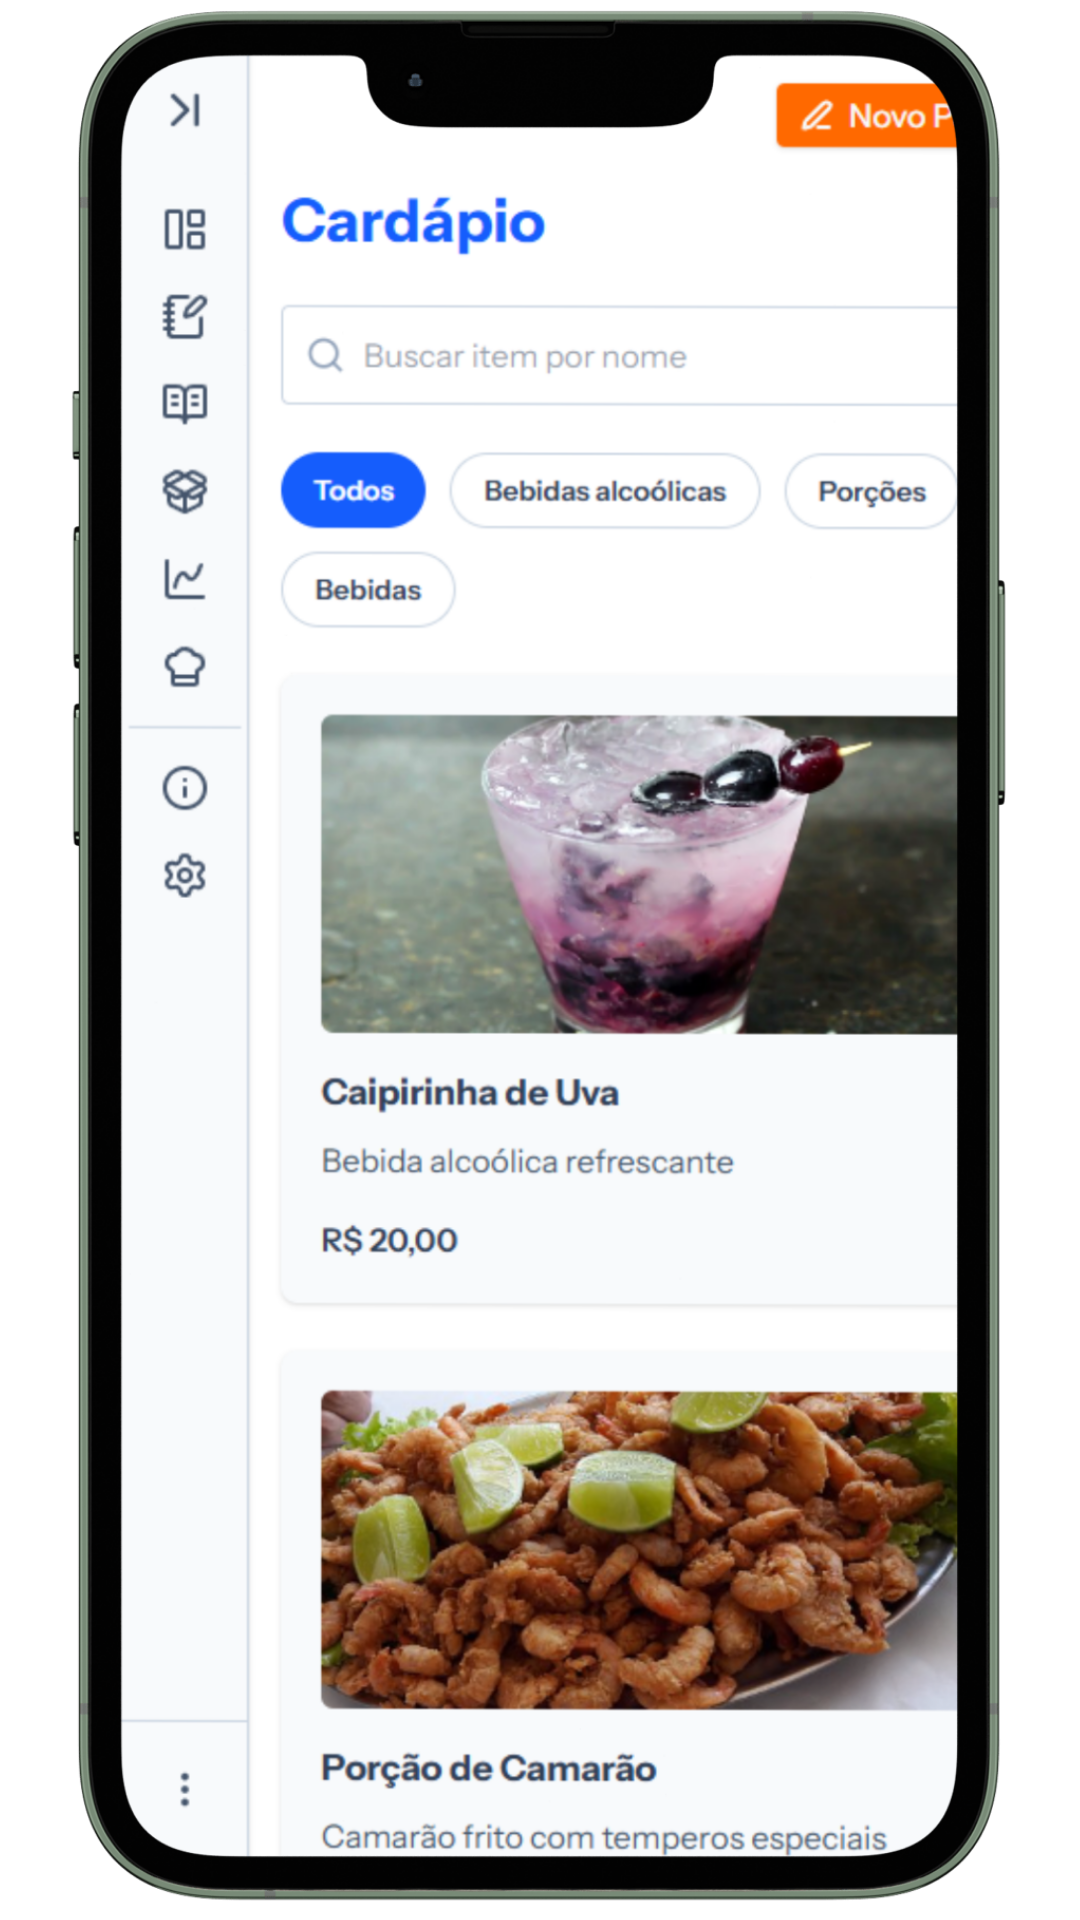 Novo P
Cardápio
Buscar item por nome
Todos
Bebidas alcoólicas
Porções
Bebidas
Caipirinha de Uva
Bebida alcoólica refrescante
R$ 20,00
Porção de Camarão
Camarão frito com temperos especiais